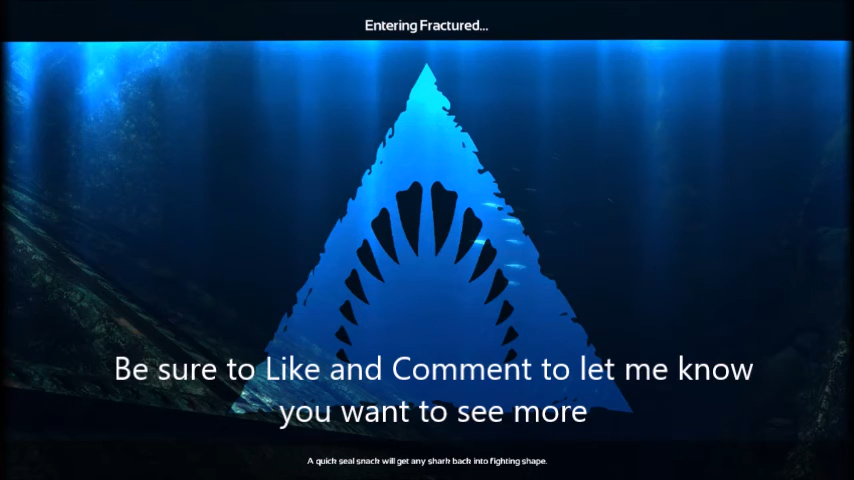 Entering Fractured...
Be sure to Like and Comment to let me know
you want to see more
A quick seal snack will get any shark back into fighting shape.